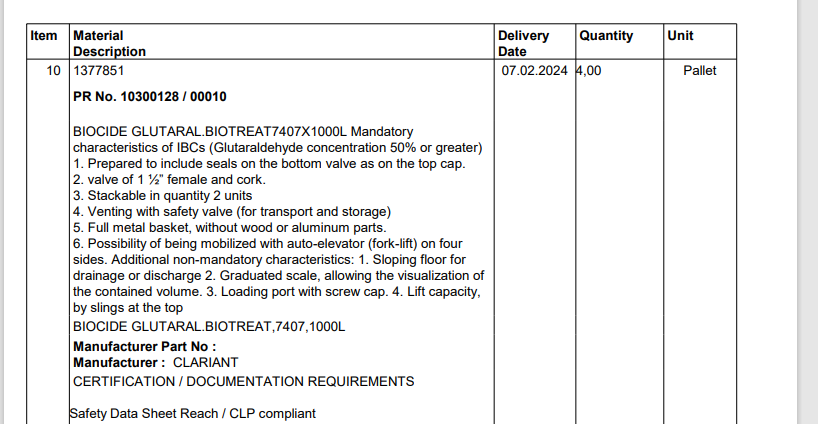 Item Material Description Delivery Date Quantity Unit
10 1377851 07.02.2024 4,00 Pallet
PR No. 10300128 / 00010
BIOCIDE GLUTARAL.BIOTREAT7407X1000L Mandatory
characteristics of IBCs (Glutaraldehyde concentration 50% or greater)
1. Prepared to include seals on the bottom valve as on the top cap.
2. valve of 1 ½” female and cork.
3. Stackable in quantity 2 units
4. Venting with safety valve (for transport and storage)
5. Full metal basket, without wood or aluminum parts.
6. Possibility of being mobilized with auto-elevator (fork-lift) on four
sides. Additional non-mandatory characteristics: 1. Sloping floor for
drainage or discharge 2. Graduated scale, allowing the visualization of
the contained volume. 3. Loading port with screw cap. 4. Lift capacity,
by slings at the top
BIOCIDE GLUTARAL.BIOTREAT,7407,1000L
Manufacturer Part No :
Manufacturer : CLARIANT
CERTIFICATION / DOCUMENTATION REQUIREMENTS
Safety Data Sheet Reach / CLP compliant